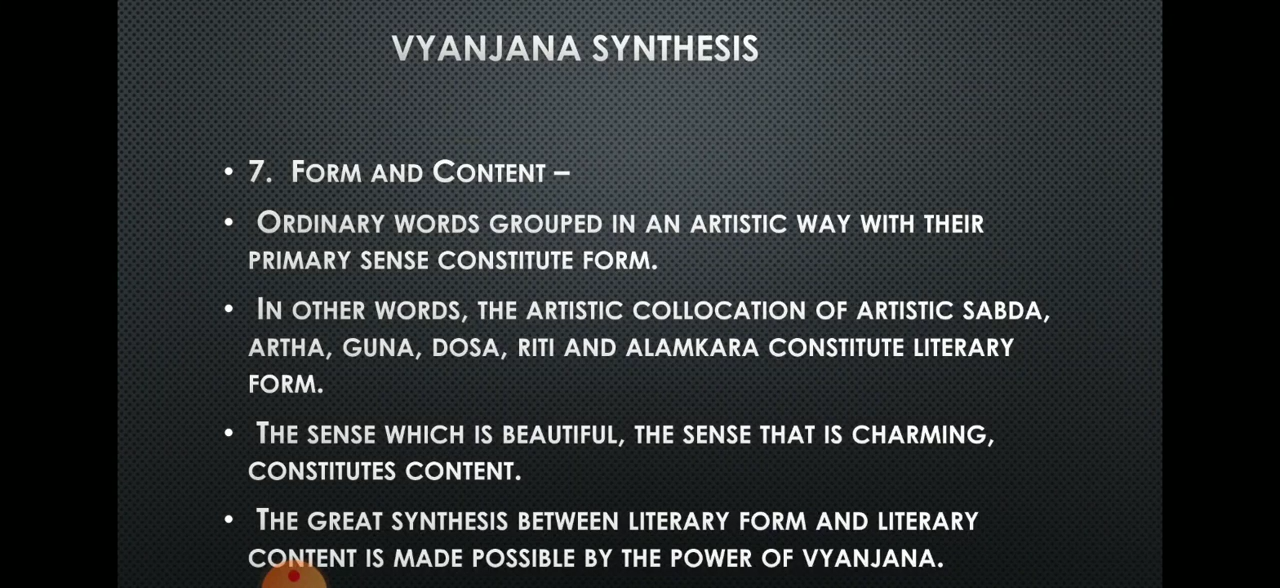 VYANJANA SYNTHESIS
• 7. FORM AND CONTENT –
• ORDINARY WORDS GROUPED IN AN ARTISTIC WAY WITH THEIR
PRIMARY SENSE CONSTITUTE FORM.
• IN OTHER WORDS, THE ARTISTIC COLLOCATION OF ARTISTIC SABDA,
ARTHA, GUNA, DOSA, RITI AND ALAMKARA CONSTITUTE LITERARY
FORM.
• THE SENSE WHICH IS BEAUTIFUL, THE SENSE THAT IS CHARMING,
CONSTITUTES CONTENT.
• THE GREAT SYNTHESIS BETWEEN LITERARY FORM AND LITERARY
CONTENT IS MADE POSSIBLE BY THE POWER OF VYANJANA.